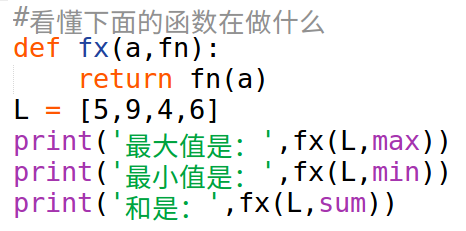 #看懂下面的函数在做什么
def fx(a,fn):
    return fn(a)
L = [5,9,4,6]
print('最大值是：',fx(L,max))
print('最小值是：',fx(L,min))
print('和是：',fx(L,sum))